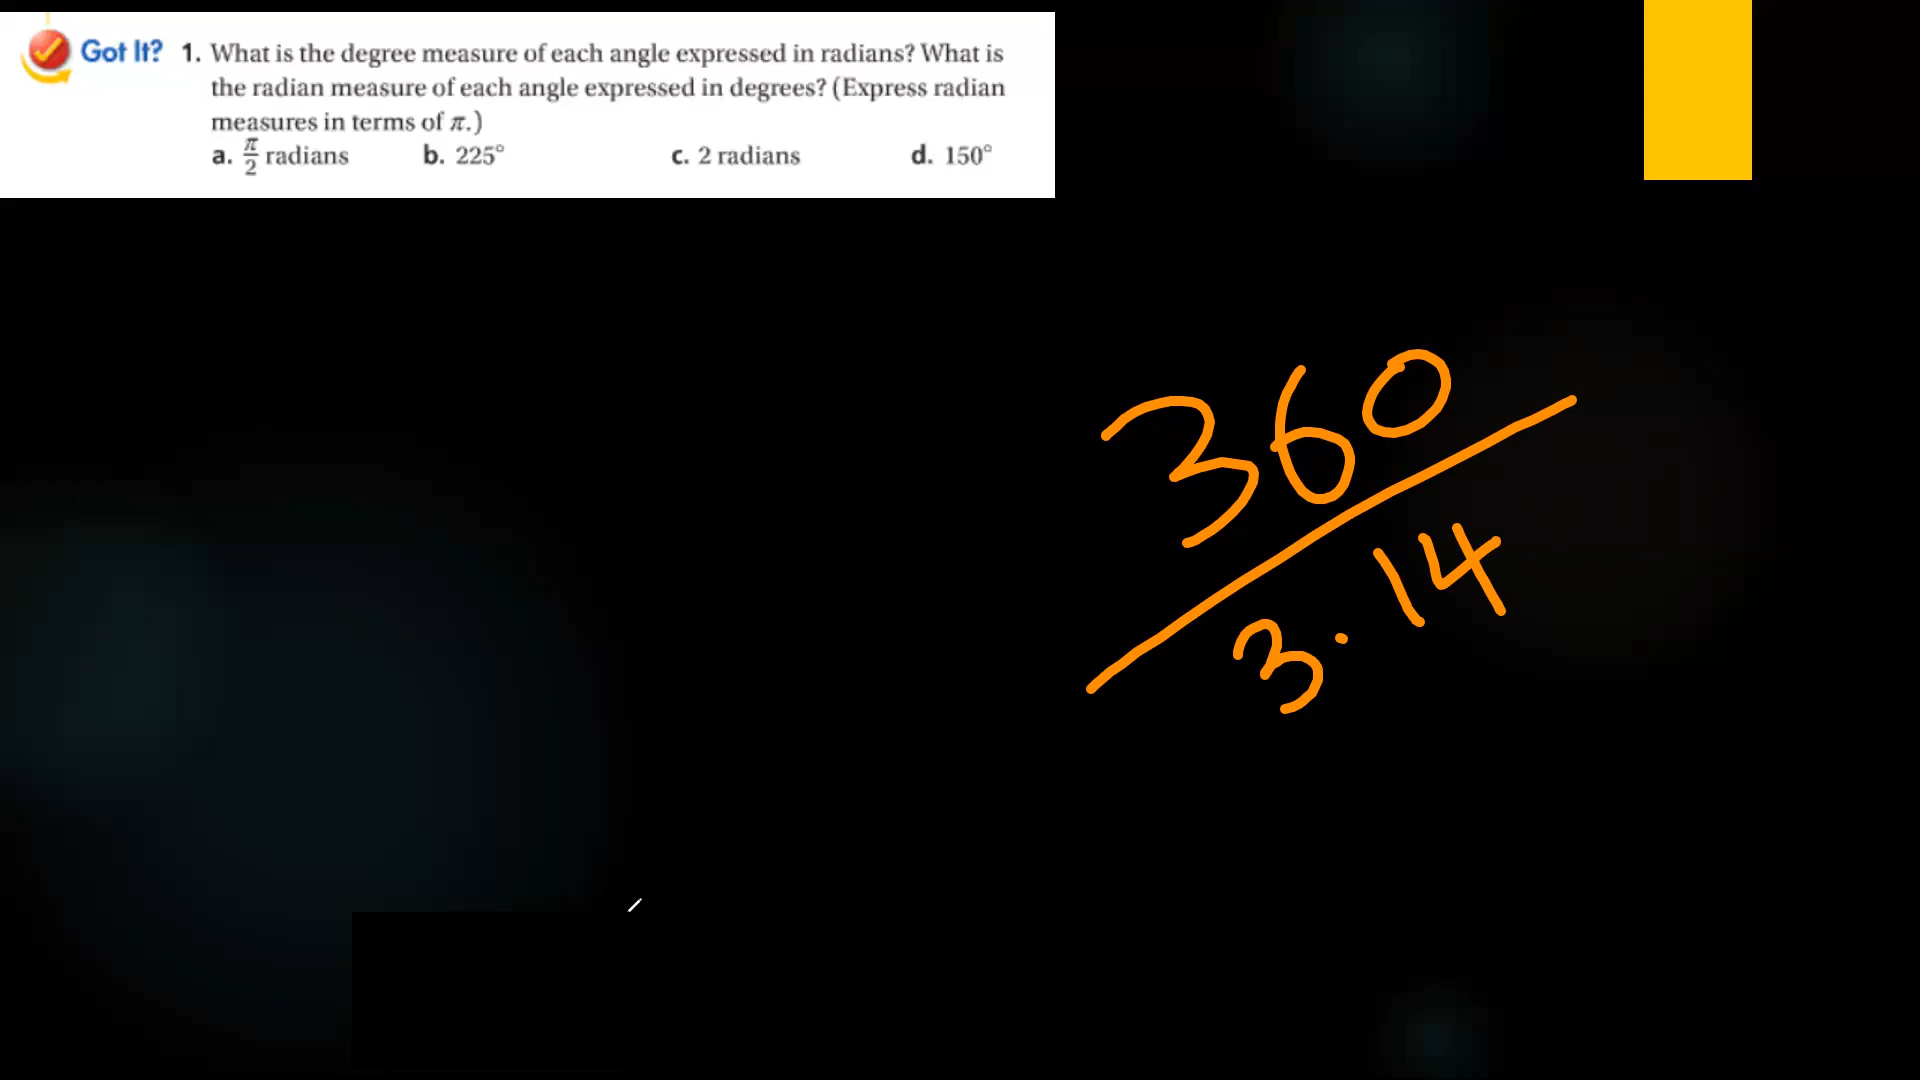 Got It? 1. What is the degree measure of each angle expressed in radians? What is
the radian measure of each angle expressed in degrees? (Express radian
measures in terms of π.)
a. π/2 radians b. 225° c. 2 radians d. 150°
360
3.14